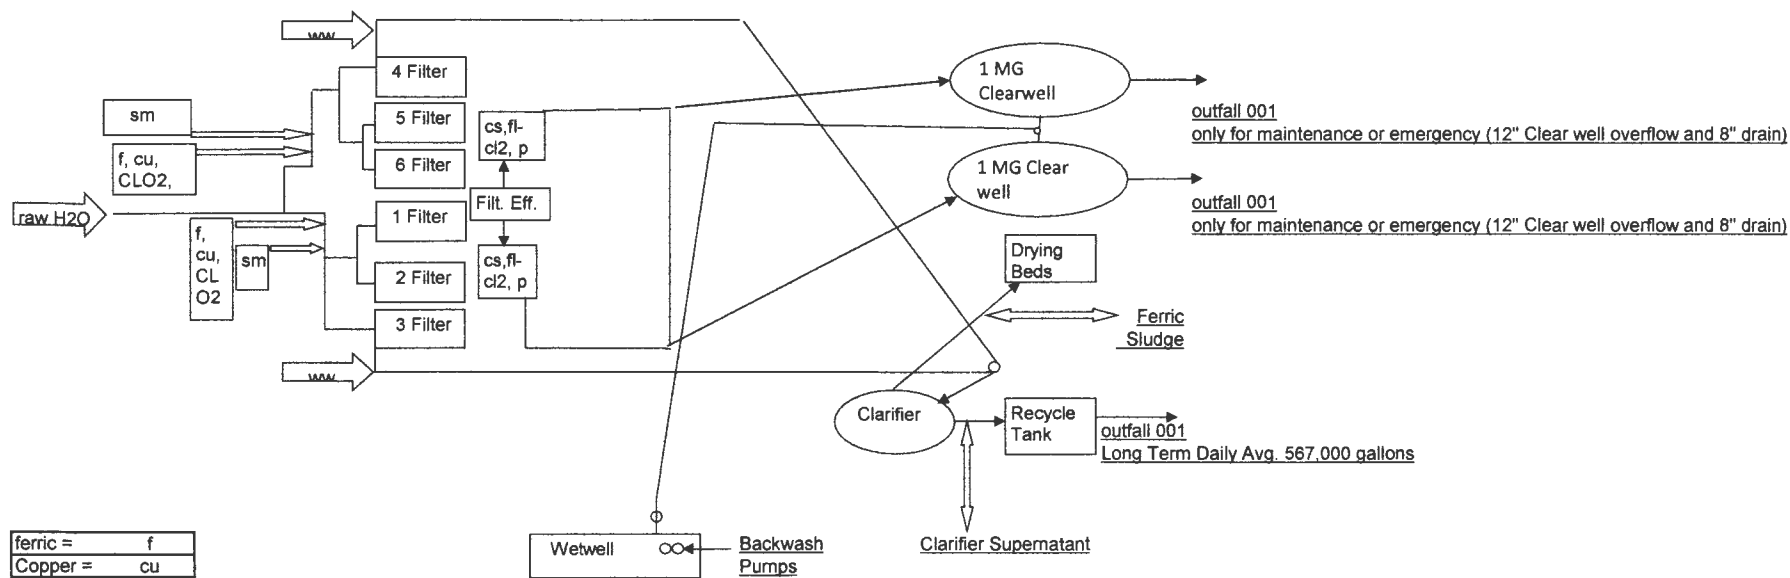 ww
4 Filter
5 Filter
6 Filter
sm
f, cu,
CLO2,
cs,fl-
cl2, p
Filt. Eff.
cs,fl-
cl2, p
raw H2O
1 Filter
2 Filter
3 Filter
f,
cu,
CL
O2
sm
ww
1 MG
Clearwell
outfall 001
only for maintenance or emergency (12" Clear well overflow and 8" drain)
1 MG Clear
well
outfall 001
only for maintenance or emergency (12" Clear well overflow and 8" drain)
Drying
Beds
Ferric
Sludge
Clarifier
Recycle
Tank
outfall 001
Long Term Daily Avg. 567,000 gallons
Clarifier Supernatant
Wetwell
Backwash
Pumps
ferric = f
Copper = cu